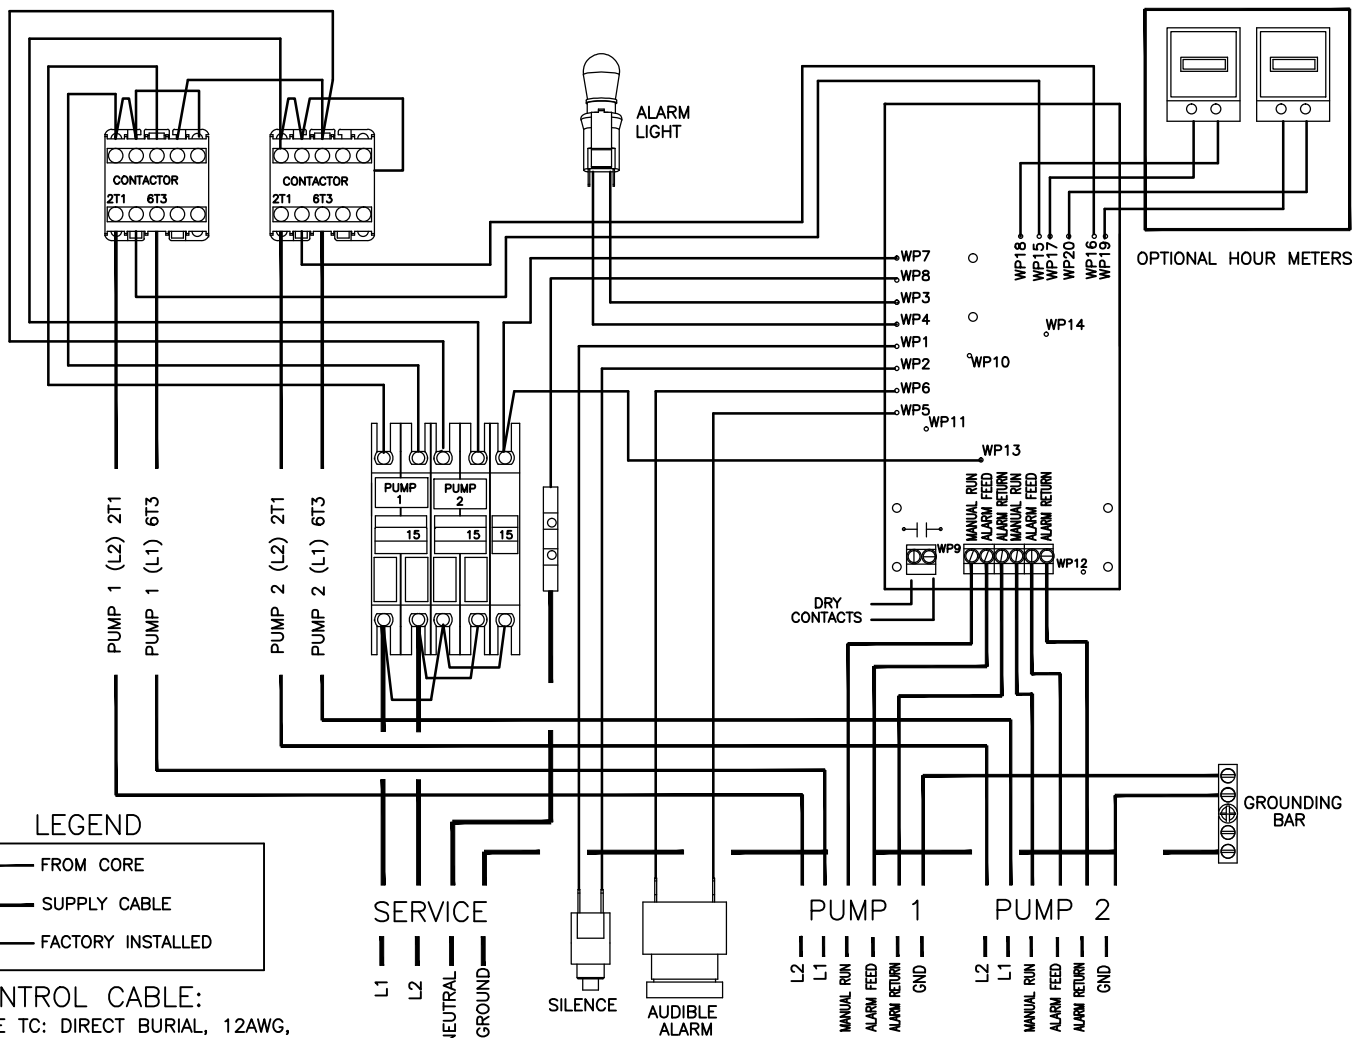 ALARM
LIGHT
OPTIONAL HOUR METERS
CONTACTOR
2T1 6T3
CONTACTOR
2T1 6T3
WP18
WP15
WP17
WP20
WP16
WP19
WP7
WP8
WP3
WP4
WP1
WP2
WP6
WP5
WP14
WP10
WP11
WP13
MANUAL RUN
ALARM FEED
ALARM RETURN
MANUAL RUN
ALARM FEED
ALARM RETURN
WP9
WP12
DRY
CONTACTS
PUMP
1
PUMP
2
15
15
15
PUMP 1 (L2) 2T1
PUMP 1 (L1) 6T3
PUMP 2 (L2) 2T1
PUMP 2 (L1) 6T3
GROUNDING
BAR
LEGEND
FROM CORE
SUPPLY CABLE
FACTORY INSTALLED
SERVICE
L1
L2
NEUTRAL
GROUND
SILENCE
AUDIBLE
ALARM
PUMP 1
L2
L1
MANUAL RUN
ALARM FEED
ALARM RETURN
GND
PUMP 2
L2
L1
MANUAL RUN
ALARM FEED
ALARM RETURN
GND
NTROL CABLE:
E TC: DIRECT BURIAL, 12AWG,